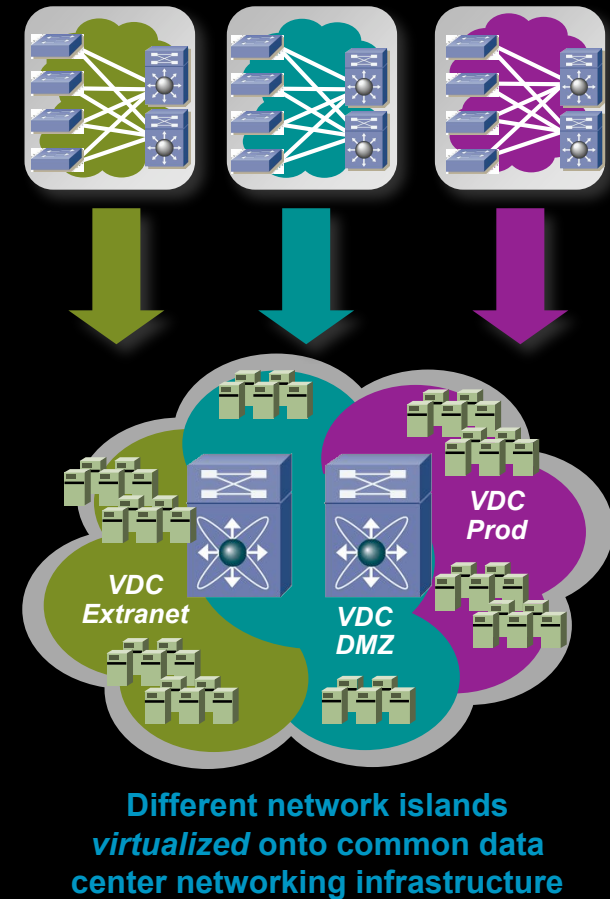 VDC
Prod
VDC
Extranet
VDC
DMZ
Different network islands
virtualized onto common data
center networking infrastructure